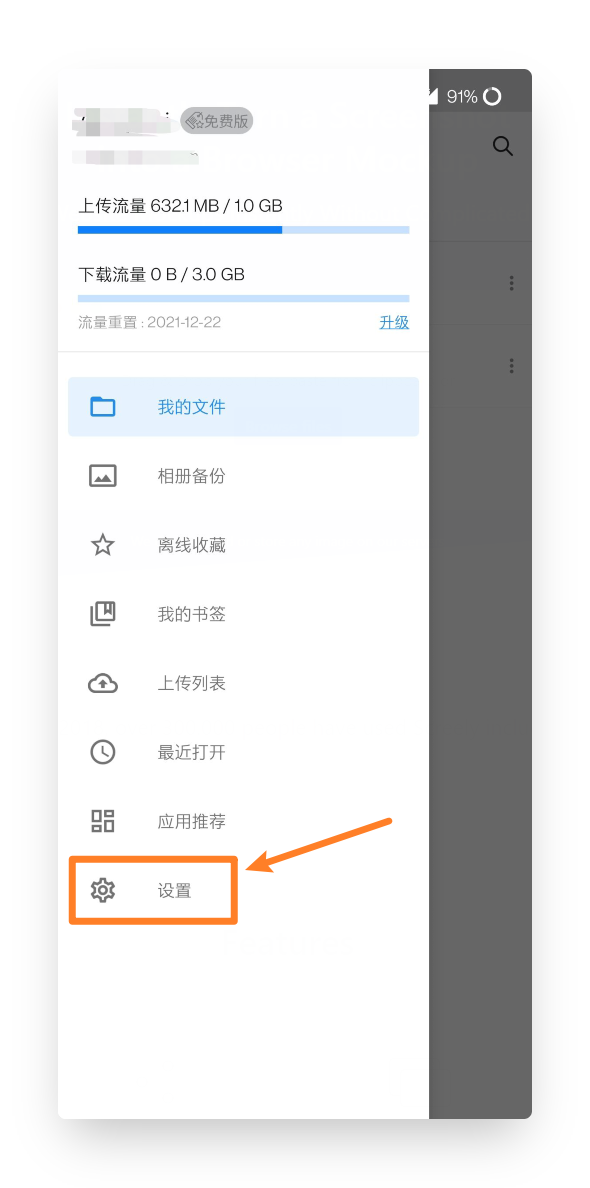 91%
免费版
上传流量 632.1 MB / 1.0 GB
下载流量 0 B / 3.0 GB
流量重置 : 2021-12-22 升级
我的文件
相册备份
离线收藏
我的书签
上传列表
最近打开
应用推荐
设置